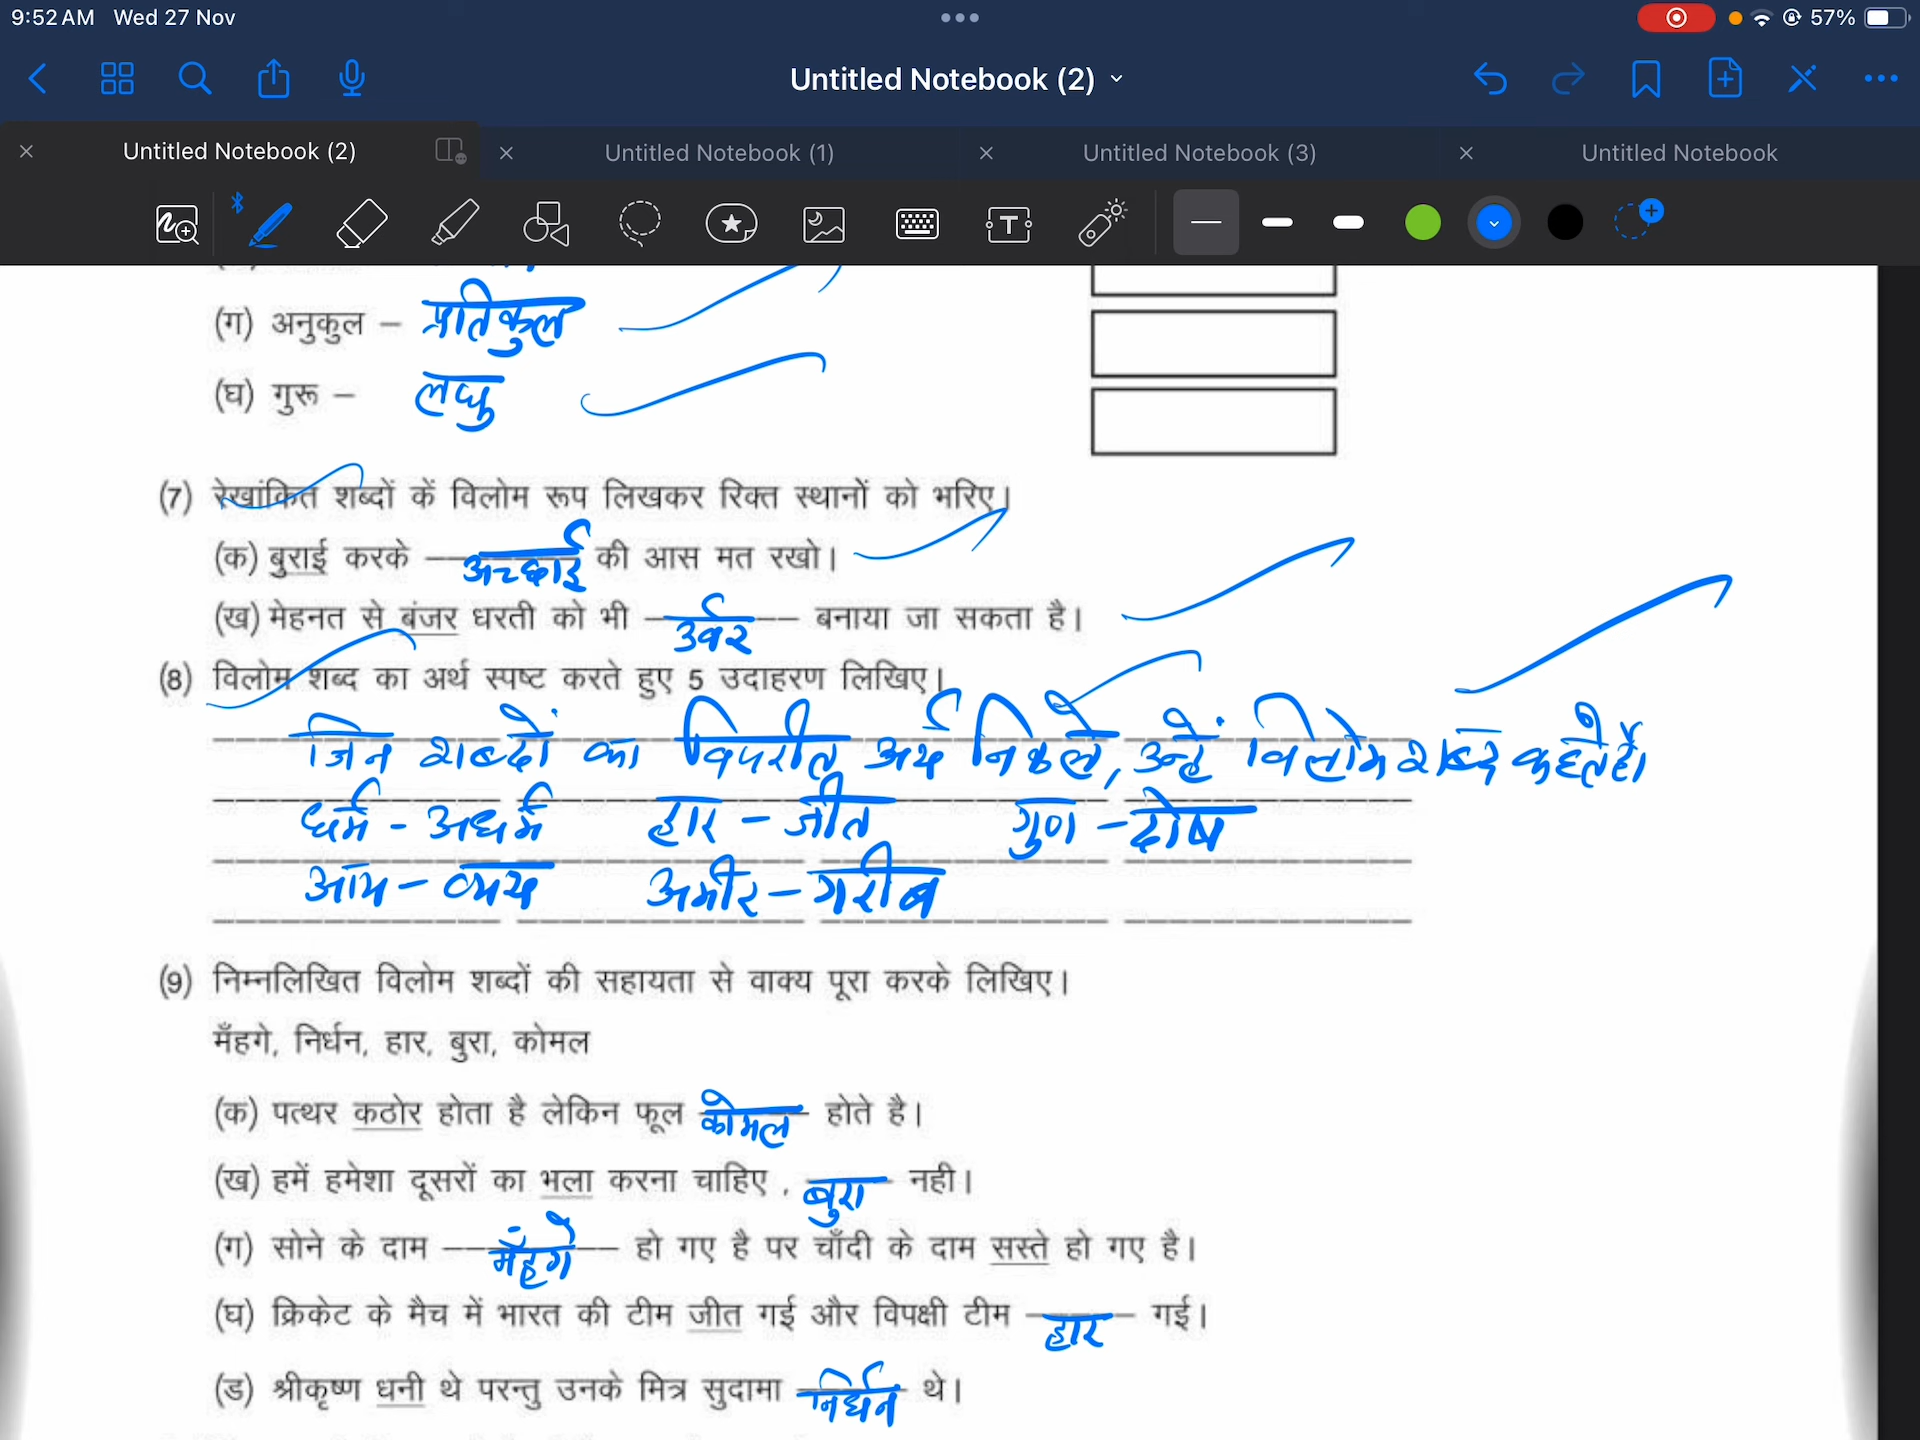 9:52 AM Wed 27 Nov 57%
Untitled Notebook (2)
Untitled Notebook (2) Untitled Notebook (1) Untitled Notebook (3) Untitled Notebook
(ग) अनुकुल – प्रतिकुल
(घ) गुरू – लघु
(7) रेखांकित शब्दों कें विलोम रूप लिखकर रिक्त स्थानों को भरिए।
(क) बुराई करके अच्छाई की आस मत रखो।
(ख) मेहनत से बंजर धरती को भी उर्वर बनाया जा सकता है।
(8) विलोम शब्द का अर्थ स्पष्ट करते हुए 5 उदाहरण लिखिए।
जिन शब्दों का विपरीत अर्थ निकले, उन्हें विलोम शब्द कहते हैं।
धर्म - अधर्म हार - जीत गुण - दोष
आय - व्यय अमीर - गरीब
(9) निम्नलिखित विलोम शब्दों की सहायता से वाक्य पूरा करके लिखिए।
मँहगे, निर्धन, हार, बुरा, कोमल
(क) पत्थर कठोर होता है लेकिन फूल कोमल होते है।
(ख) हमें हमेशा दूसरों का भला करना चाहिए , बुरा नही।
(ग) सोने के दाम मँहगे हो गए है पर चाँदी के दाम सस्ते हो गए है।
(घ) क्रिकेट के मैच में भारत की टीम जीत गई और विपक्षी टीम हार गई।
(ड) श्रीकृष्ण धनी थे परन्तु उनके मित्र सुदामा निर्धन थे।